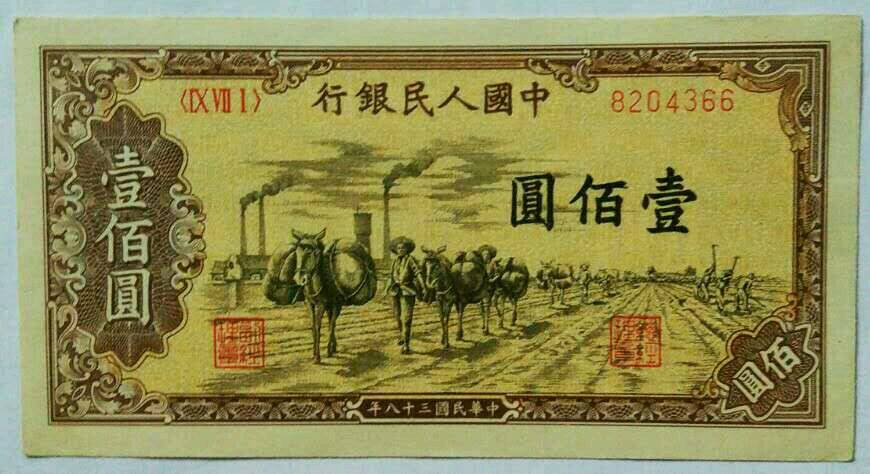 中國人民銀行
〈IX VII I〉
8204366
壹佰圓
壹佰圓
佰圓
中華民國三十八年